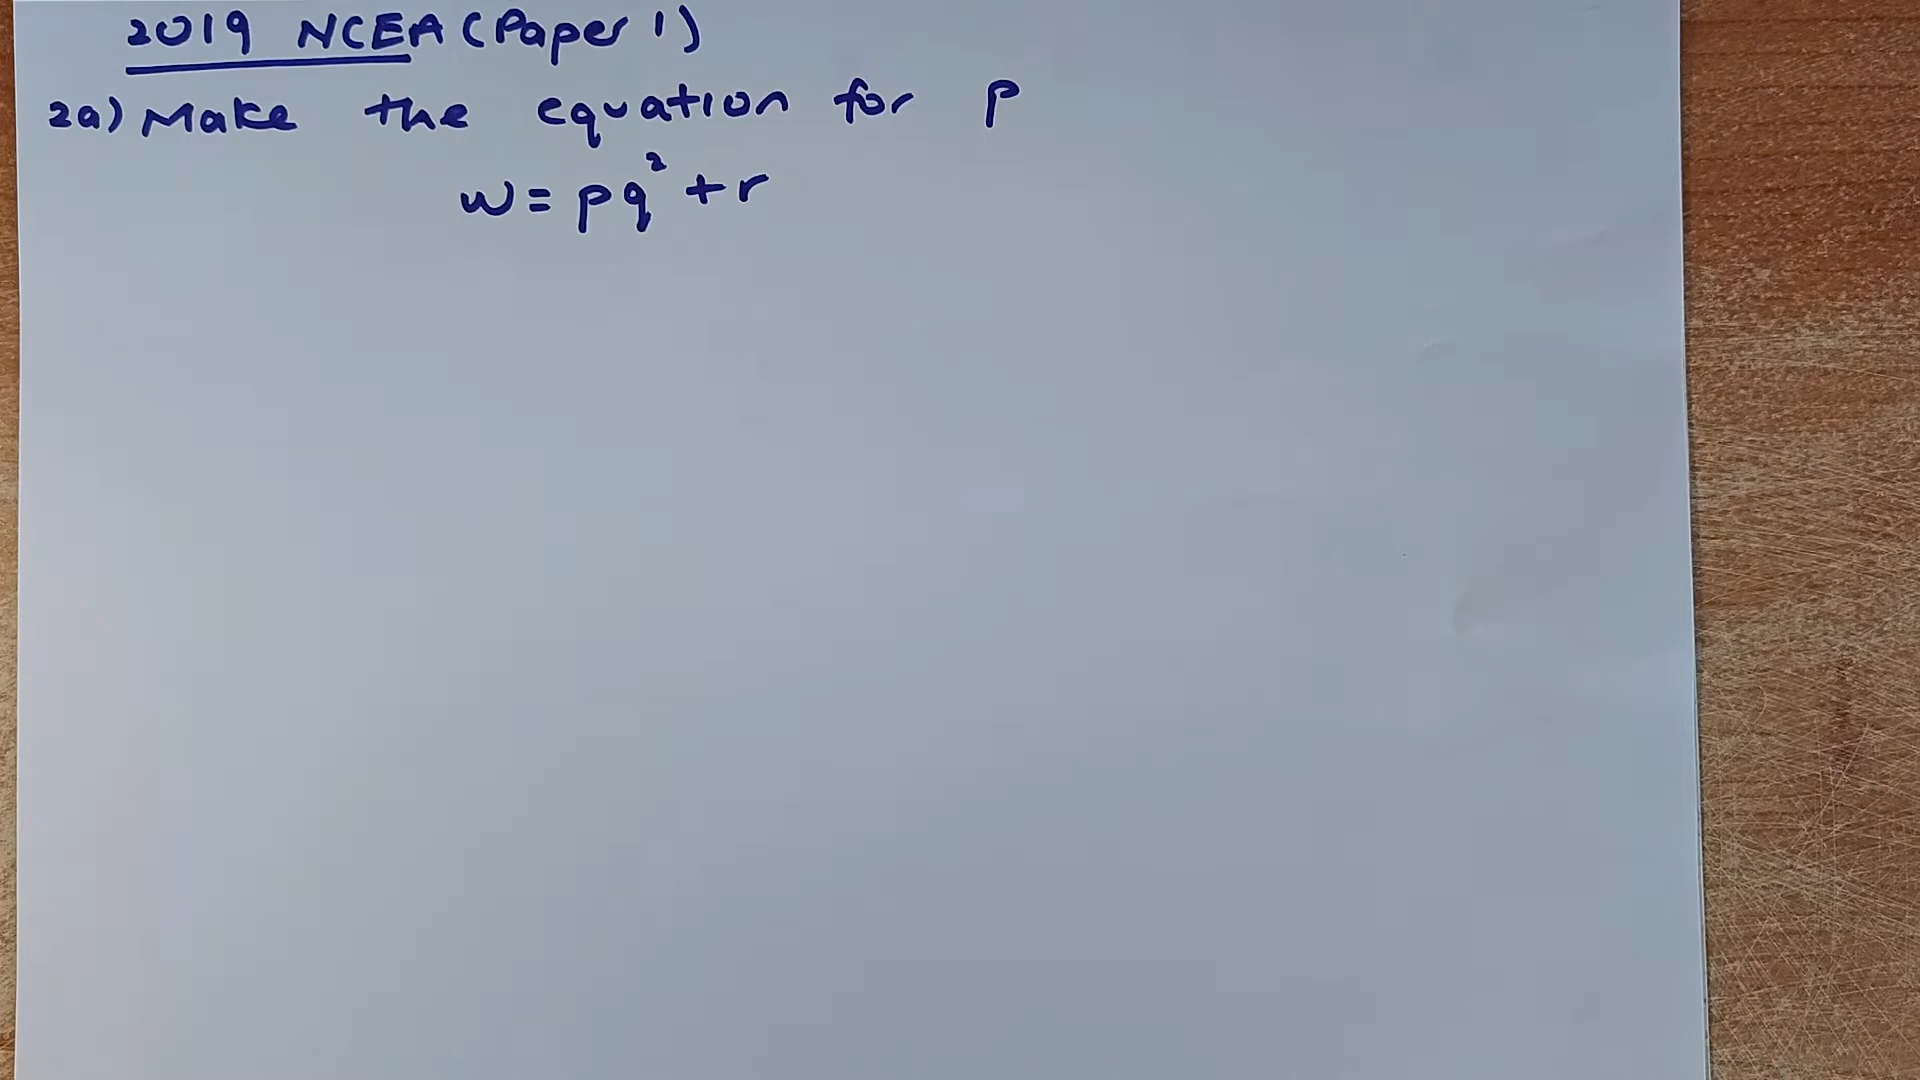 2019 NCEA (Paper 1)
2a) Make the equation for P
w = pq² + r